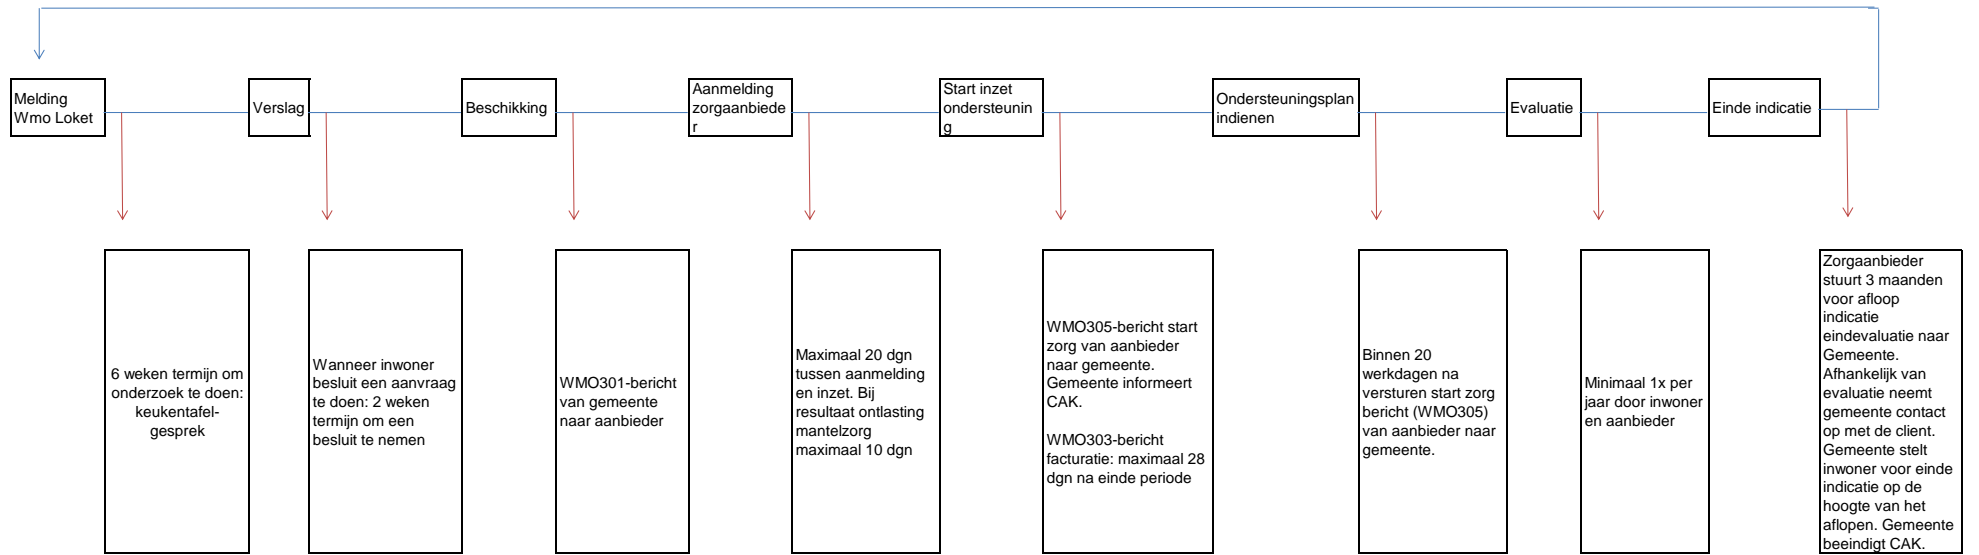 Melding
Wmo Loket
Verslag
Beschikking
Aanmelding
zorgaanbiede
r
Start inzet
ondersteunin
g
Ondersteuningsplan
indienen
Evaluatie
Einde indicatie
6 weken termijn om
onderzoek te doen:
keukentafel-
gesprek
Wanneer inwoner
besluit een aanvraag
te doen: 2 weken
termijn om een
besluit te nemen
WMO301-bericht
van gemeente
naar aanbieder
Maximaal 20 dgn
tussen aanmelding
en inzet. Bij
resultaat ontlasting
mantelzorg
maximaal 10 dgn
WMO305-bericht start
zorg van aanbieder
naar gemeente.
Gemeente informeert
CAK.
WMO303-bericht
facturatie: maximaal 28
dgn na einde periode
Binnen 20
werkdagen na
versturen start zorg
bericht (WMO305)
van aanbieder naar
gemeente.
Minimaal 1x per
jaar door inwoner
en aanbieder
Zorgaanbieder
stuurt 3 maanden
voor afloop
indicatie
eindevaluatie naar
Gemeente.
Afhankelijk van
evaluatie neemt
gemeente contact
op met de client.
Gemeente stelt
inwoner voor einde
indicatie op de
hoogte van het
aflopen. Gemeente
beeindigt CAK.